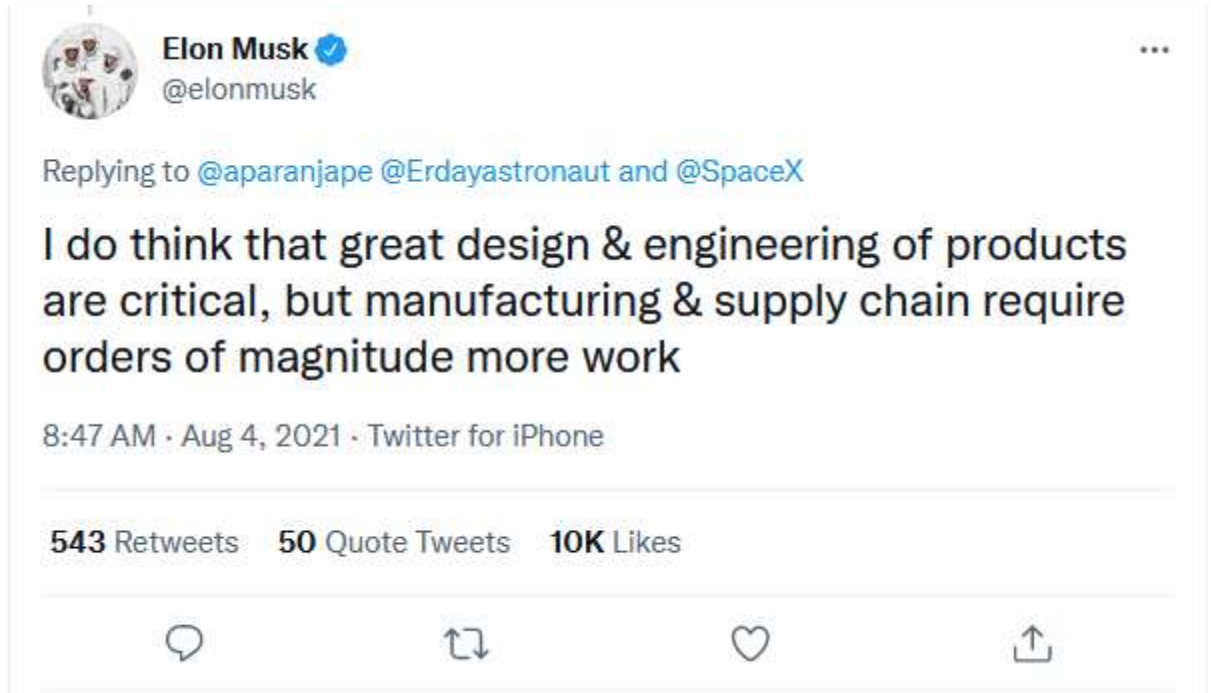 Elon Musk
@elonmusk
Replying to @aparanjape @Erdayastronaut and @SpaceX
I do think that great design & engineering of products
are critical, but manufacturing & supply chain require
orders of magnitude more work
8:47 AM · Aug 4, 2021 · Twitter for iPhone
543 Retweets 50 Quote Tweets 10K Likes